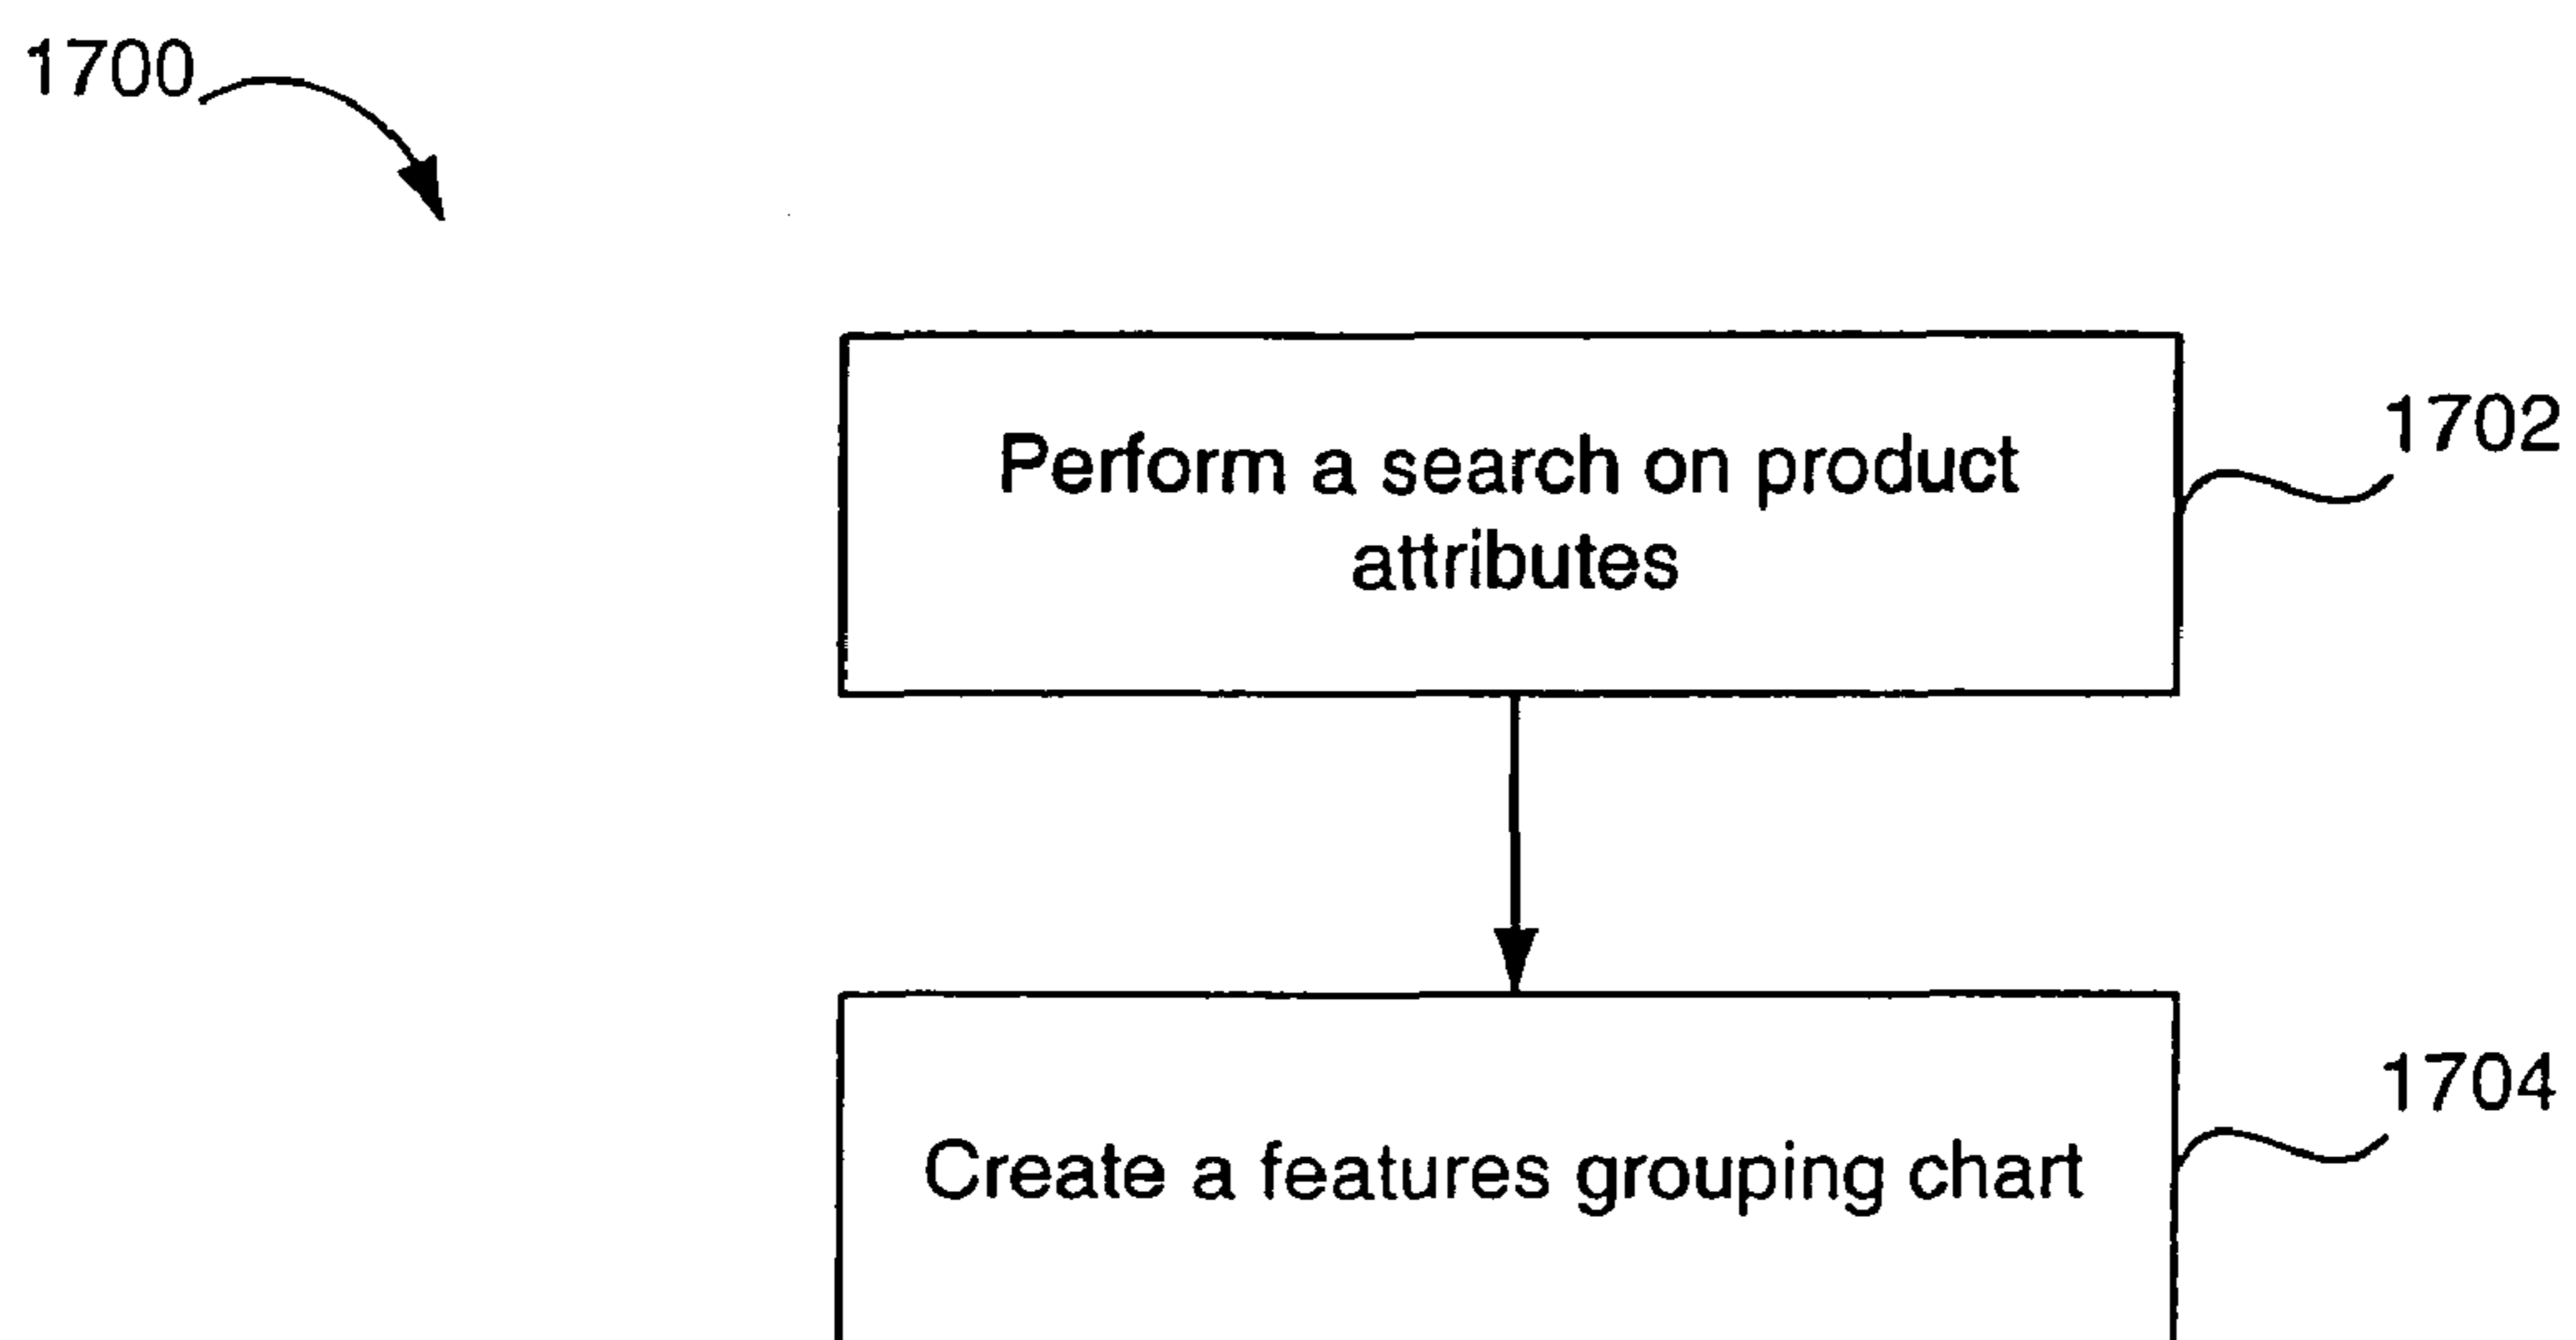 1700
Perform a search on product
attributes
1702
Create a features grouping chart
1704